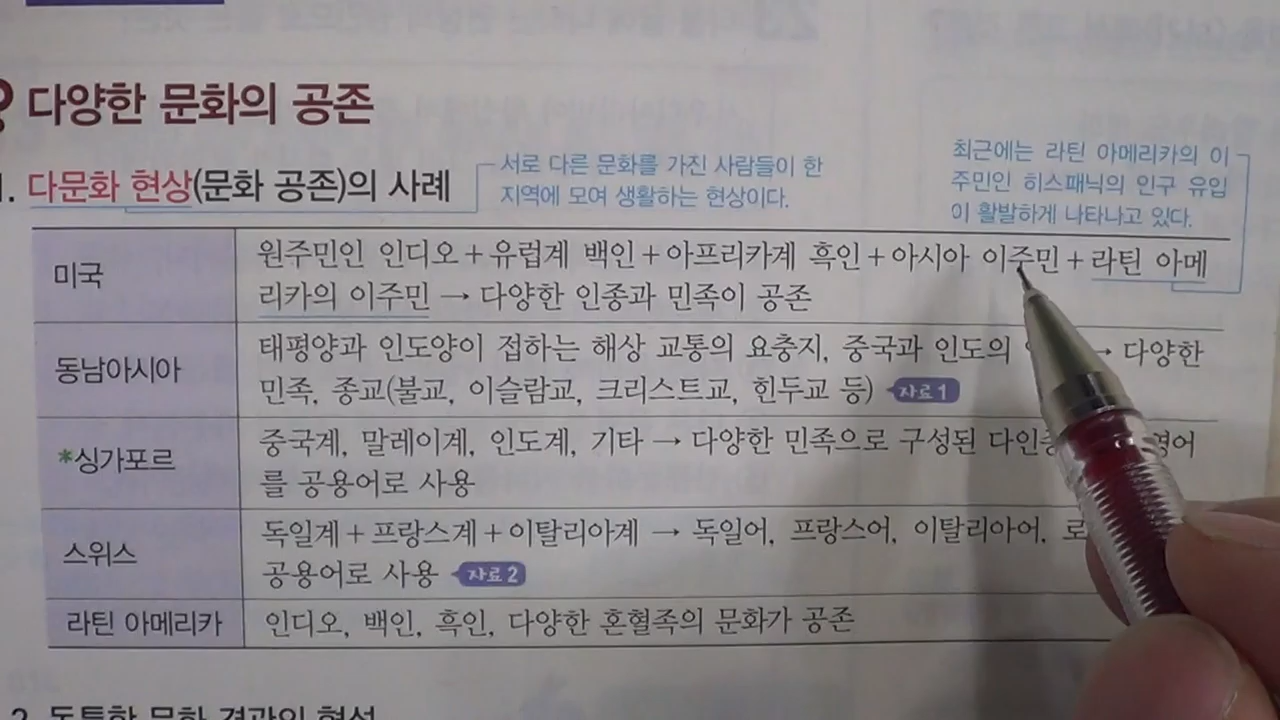 다양한 문화의 공존
1. 다문화 현상(문화 공존)의 사례
서로 다른 문화를 가진 사람들이 한
지역에 모여 생활하는 현상이다.
최근에는 라틴 아메리카의 이
주민인 히스패닉의 인구 유입
이 활발하게 나타나고 있다.
미국
원주민인 인디오+유럽계 백인+아프리카계 흑인+아시아 이주민+라틴 아메
리카의 이주민 → 다양한 인종과 민족이 공존
동남아시아
태평양과 인도양이 접하는 해상 교통의 요충지, 중국과 인도의 → 다양한
민족, 종교(불교, 이슬람교, 크리스트교, 힌두교 등) 자료1
*싱가포르
중국계, 말레이계, 인도계, 기타 → 다양한 민족으로 구성된 영어
를 공용어로 사용
스위스
독일계+프랑스계+이탈리아계 → 독일어, 프랑스어, 이탈리아어,
공용어로 사용 자료2
라틴 아메리카
인디오, 백인, 흑인, 다양한 혼혈족의 문화가 공존
2. 독특한 문화 경관의 형성